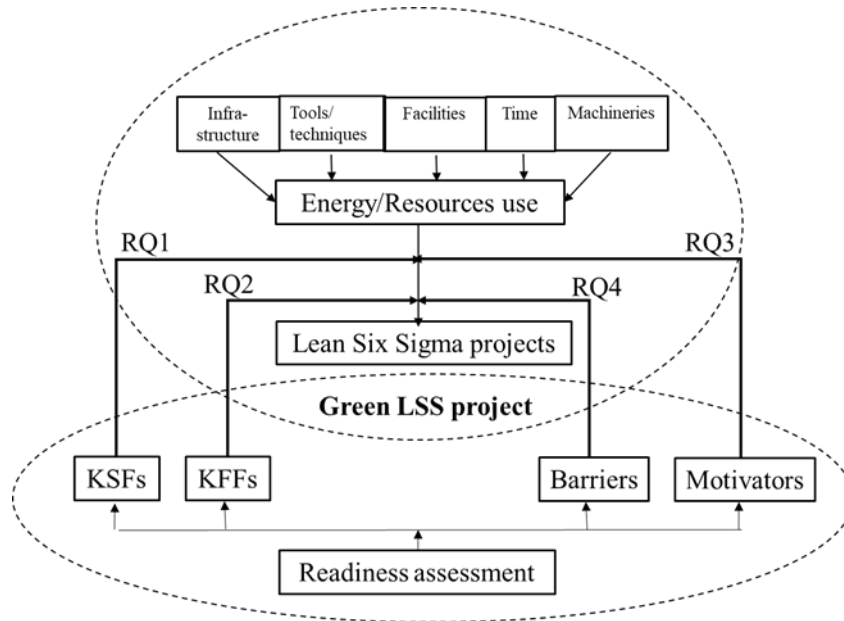 Infra-
structure
Tools/
techniques
Facilities
Time
Machineries
Energy/Resources use
RQ1
RQ3
RQ2
RQ4
Lean Six Sigma projects
Green LSS project
KSFs
KFFs
Barriers
Motivators
Readiness assessment